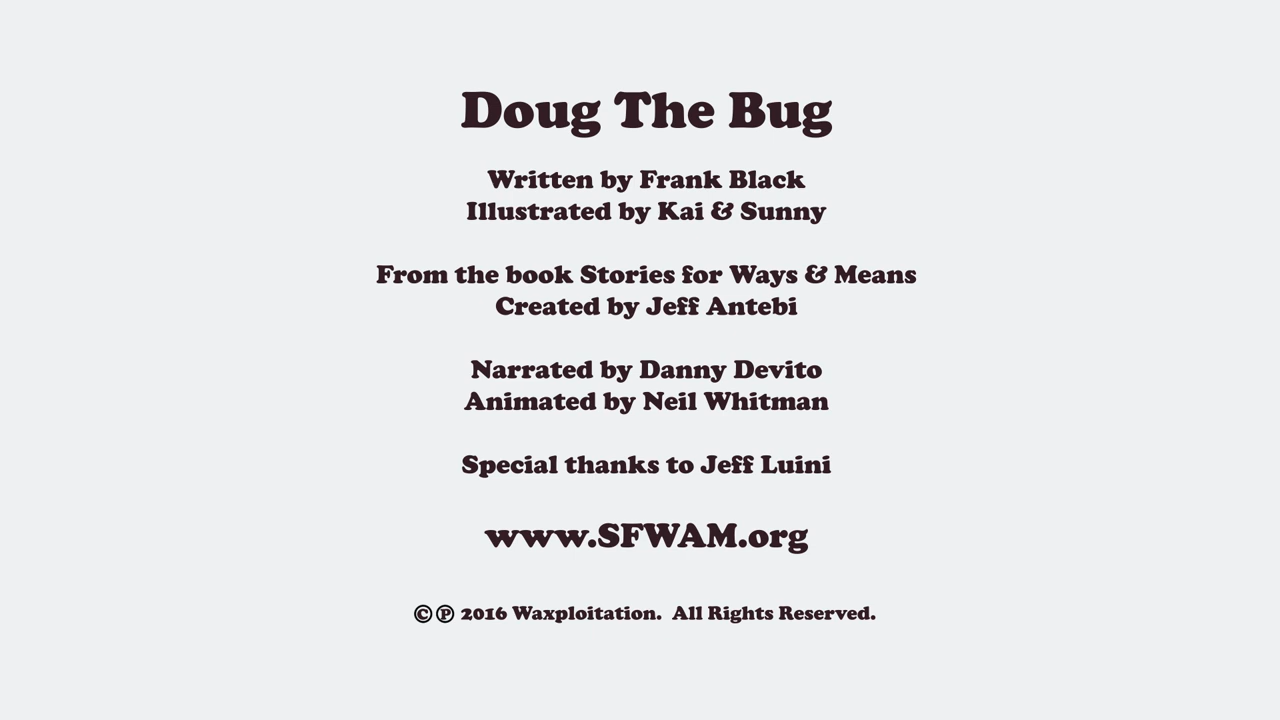 Doug The Bug
Written by Frank Black
Illustrated by Kai & Sunny
From the book Stories for Ways & Means
Created by Jeff Antebi
Narrated by Danny Devito
Animated by Neil Whitman
Special thanks to Jeff Luini
www.SFWAM.org
©℗ 2016 Waxploitation.  All Rights Reserved.